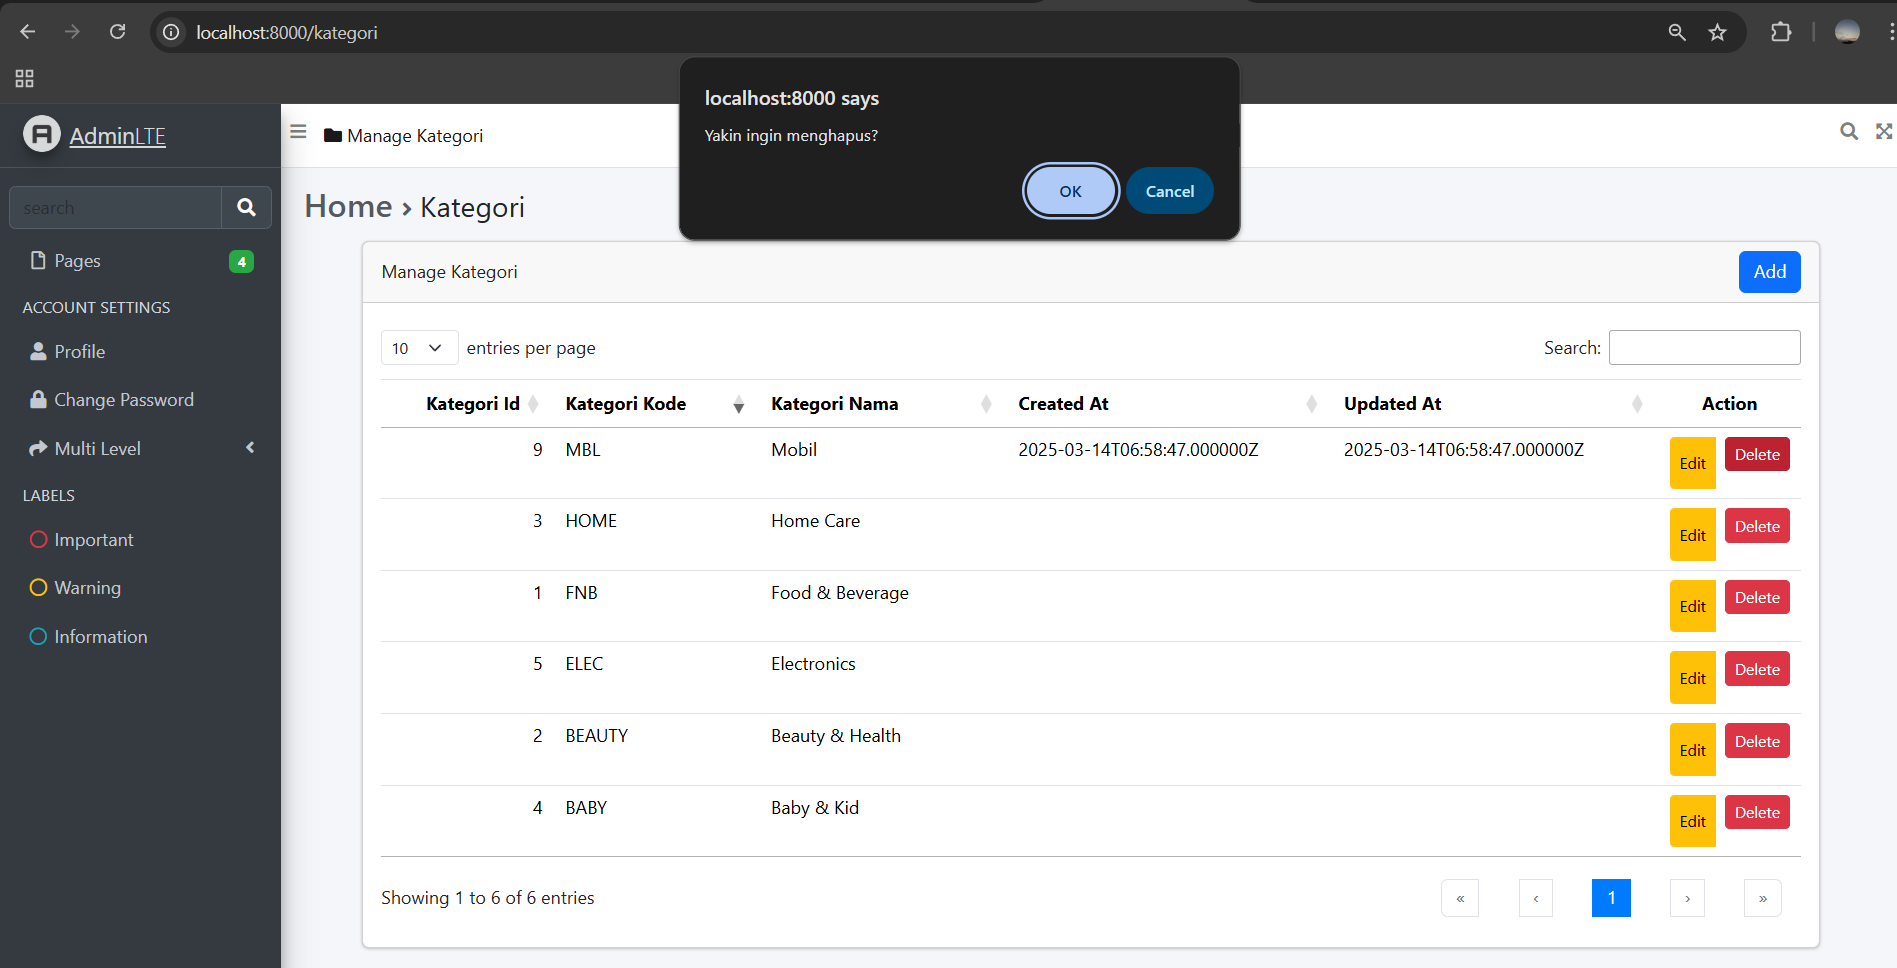 localhost:8000/kategori
localhost:8000 says
Yakin ingin menghapus?
OK Cancel
AdminLTE
Manage Kategori
search
Home › Kategori
Pages 4
ACCOUNT SETTINGS
Profile
Change Password
Multi Level
LABELS
Important
Warning
Information
Manage Kategori Add
10 entries per page Search:
Kategori Id Kategori Kode Kategori Nama Created At Updated At Action
9 MBL Mobil 2025-03-14T06:58:47.000000Z 2025-03-14T06:58:47.000000Z Edit Delete
3 HOME Home Care Edit Delete
1 FNB Food & Beverage Edit Delete
5 ELEC Electronics Edit Delete
2 BEAUTY Beauty & Health Edit Delete
4 BABY Baby & Kid Edit Delete
Showing 1 to 6 of 6 entries « ‹ 1 › »